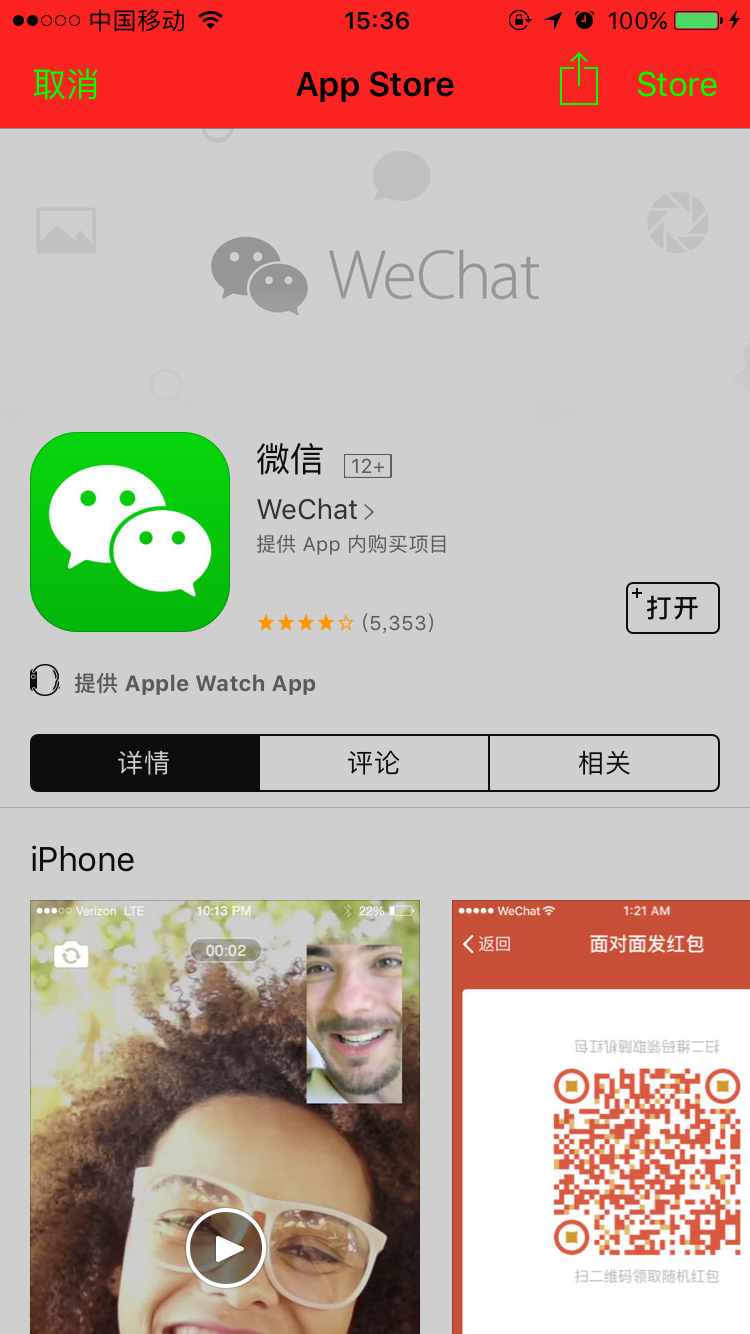 中国移动 15:36 100%
取消 App Store Store
WeChat
微信 12+
WeChat
提供 App 内购买项目
(5,353)
+打开
提供 Apple Watch App
详情 评论 相关
iPhone
Verizon LTE 10:13 PM 22%
00:02
WeChat 1:21 AM
返回 面对面发红包
扫二维码领取随机红包
扫二维码领取随机红包